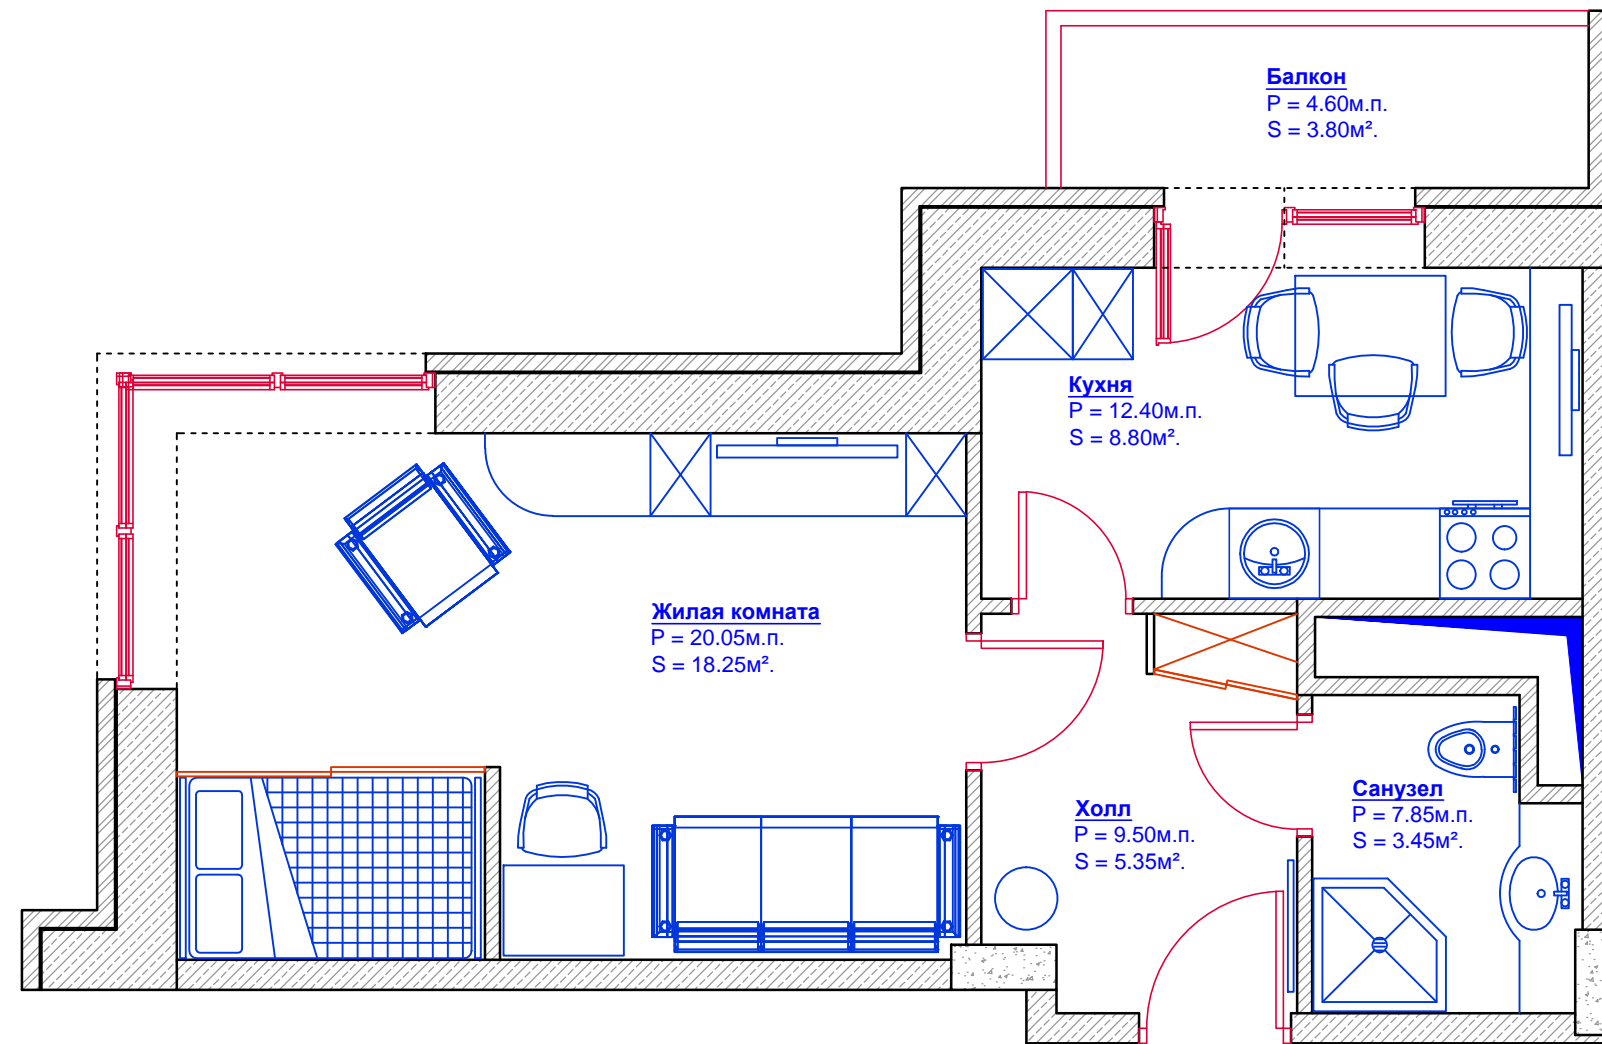 Балкон
P = 4.60м.п.
S = 3.80м².
Кухня
P = 12.40м.п.
S = 8.80м².
Жилая комната
P = 20.05м.п.
S = 18.25м².
Холл
P = 9.50м.п.
S = 5.35м².
Санузел
P = 7.85м.п.
S = 3.45м².